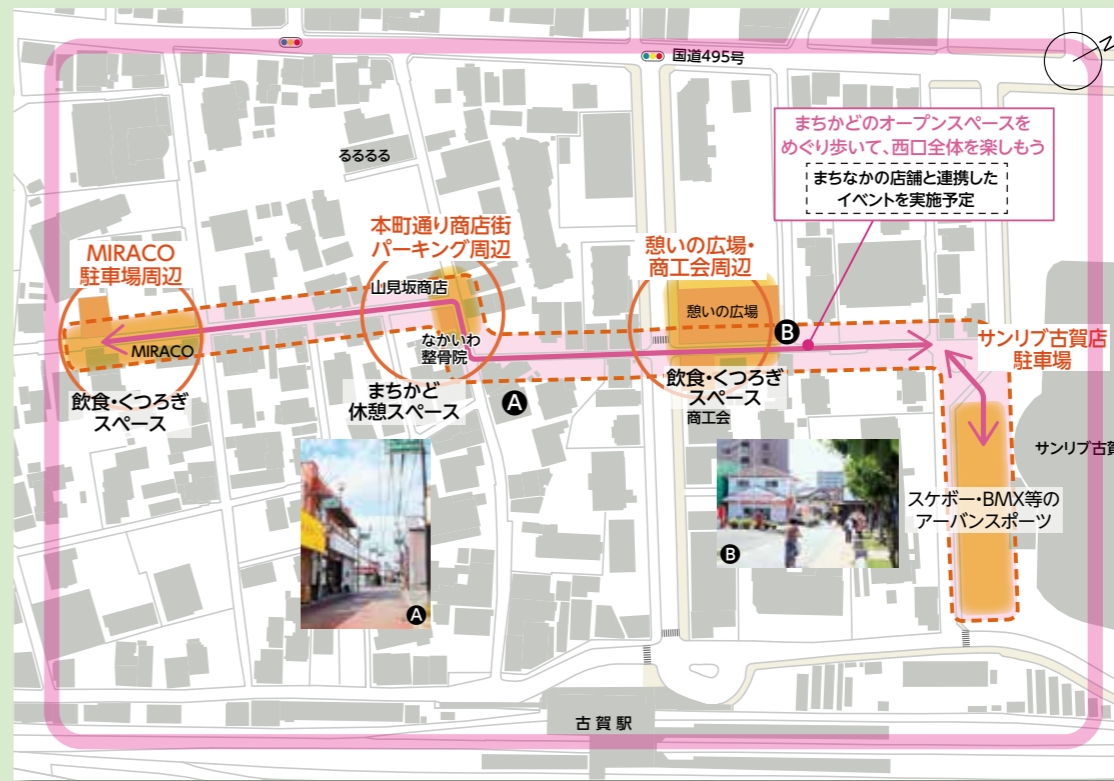 国道495号
N
まちかどのオープンスペースを
めぐり歩いて、西口全体を楽しもう
まちなかの店舗と連携した
イベントを実施予定
るるるる
本町通り商店街
パーキング周辺
憩いの広場・
商工会周辺
MIRACO
駐車場周辺
山見坂商店
憩いの広場
B
MIRACO
なかいわ
整骨院
サンリブ古賀店
駐車場
飲食・くつろぎ
スペース
まちかど
休憩スペース
A
飲食・くつろぎ
スペース
商工会
サンリブ古賀
スケボー・BMX等の
アーバンスポーツ
B
A
古賀駅